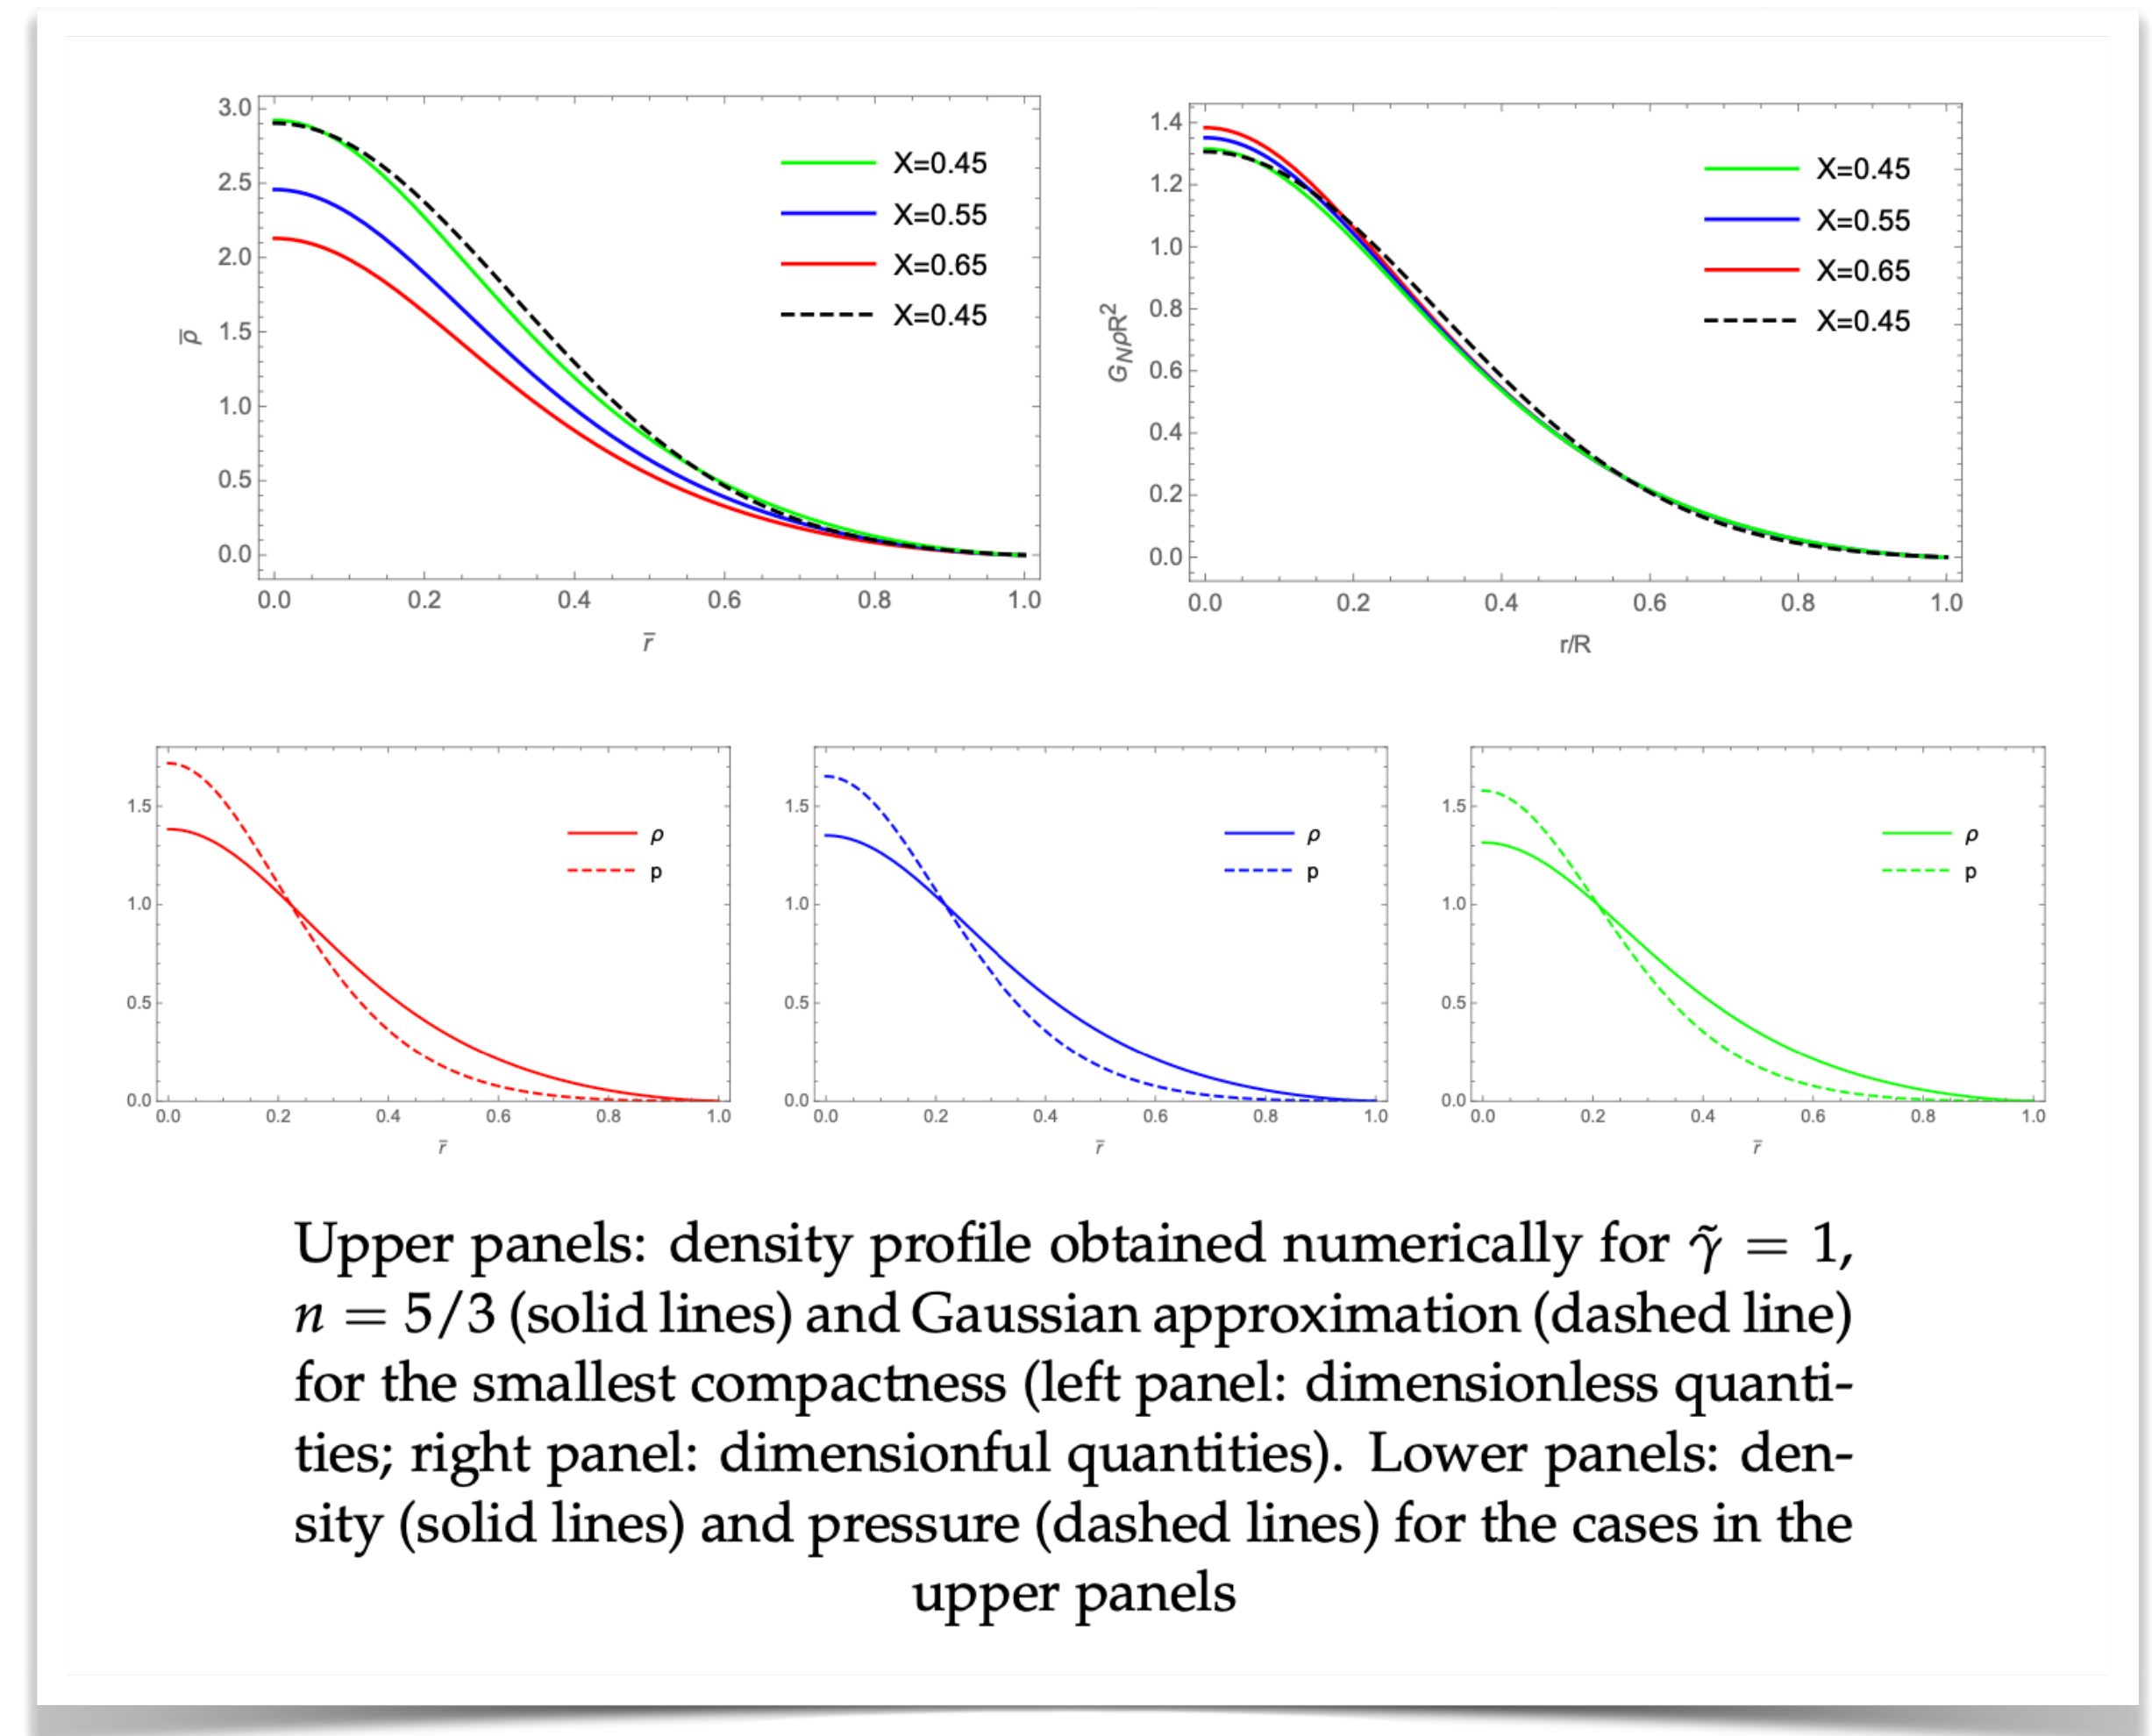 3.0
2.5
2.0
1.5
1.0
0.5
0.0
0.0 0.2 0.4 0.6 0.8 1.0
ρ̅
r̅
X=0.45
X=0.55
X=0.65
X=0.45
1.4
1.2
1.0
0.8
0.6
0.4
0.2
0.0
0.0 0.2 0.4 0.6 0.8 1.0
G_NρR²
r/R
X=0.45
X=0.55
X=0.65
X=0.45
1.5
1.0
0.5
0.0
0.0 0.2 0.4 0.6 0.8 1.0
r̅
ρ
p
1.5
1.0
0.5
0.0
0.0 0.2 0.4 0.6 0.8 1.0
r̅
ρ
p
1.5
1.0
0.5
0.0
0.0 0.2 0.4 0.6 0.8 1.0
r̅
ρ
p
Upper panels: density profile obtained numerically for γ̃ = 1,
n = 5/3 (solid lines) and Gaussian approximation (dashed line)
for the smallest compactness (left panel: dimensionless quanti-
ties; right panel: dimensionful quantities). Lower panels: den-
sity (solid lines) and pressure (dashed lines) for the cases in the
upper panels